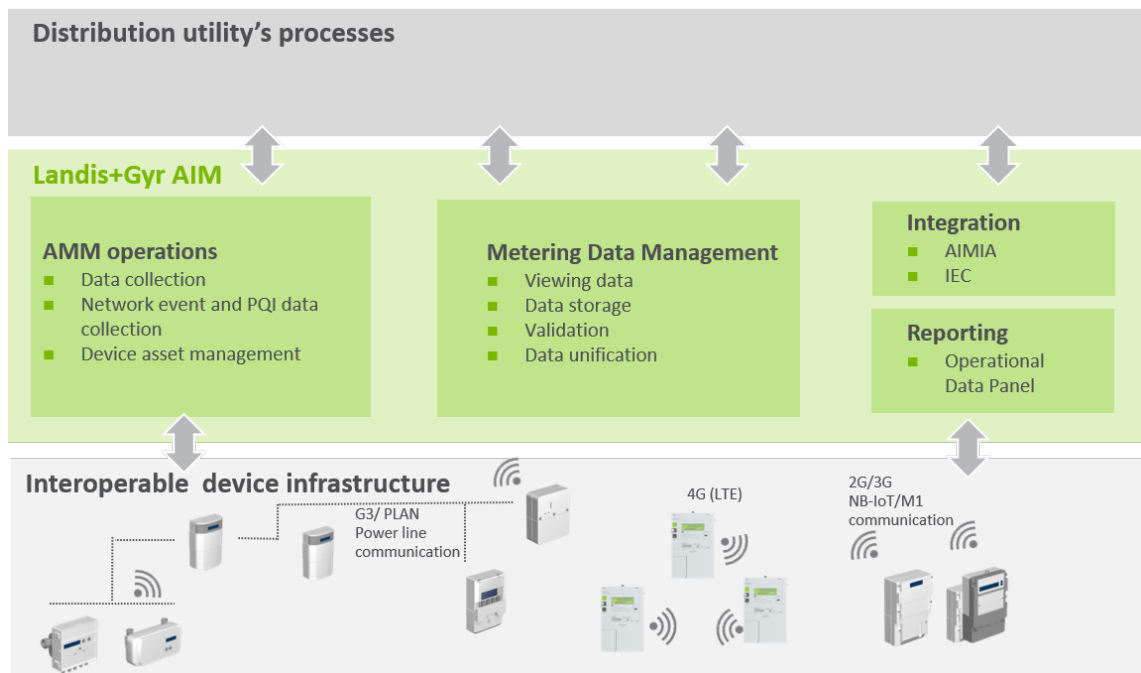 Distribution utility's processes
Landis+Gyr AIM
AMM operations
Data collection
Network event and PQI data
collection
Device asset management
Metering Data Management
Viewing data
Data storage
Validation
Data unification
Integration
AIMIA
IEC
Reporting
Operational
Data Panel
Interoperable device infrastructure
G3/ PLAN
Power line
communication
4G (LTE)
2G/3G
NB-IoT/M1
communication